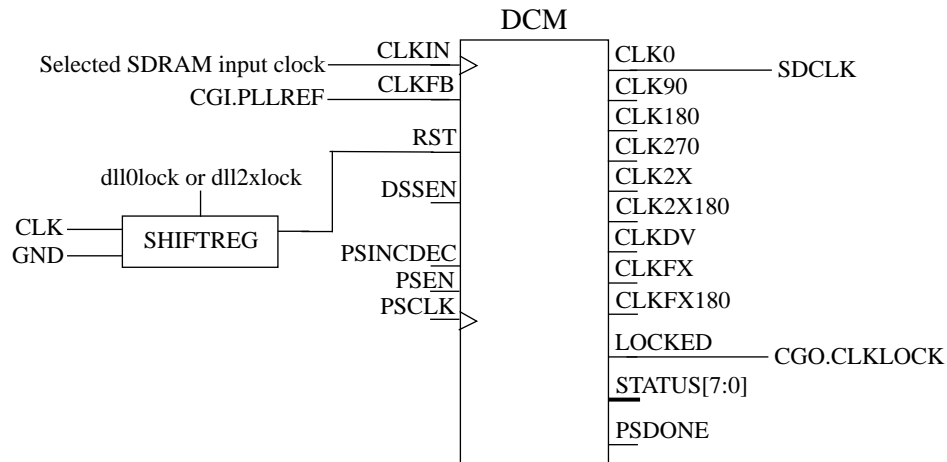 DCM
CLKIN
Selected SDRAM input clock
CLKFB
CGI.PLLREF
RST
dll0lock or dll2xlock
DSSEN
CLK
SHIFTREG
GND
PSINCDEC
PSEN
PSCLK
CLK0
SDCLK
CLK90
CLK180
CLK270
CLK2X
CLK2X180
CLKDV
CLKFX
CLKFX180
LOCKED
CGO.CLKLOCK
STATUS[7:0]
PSDONE